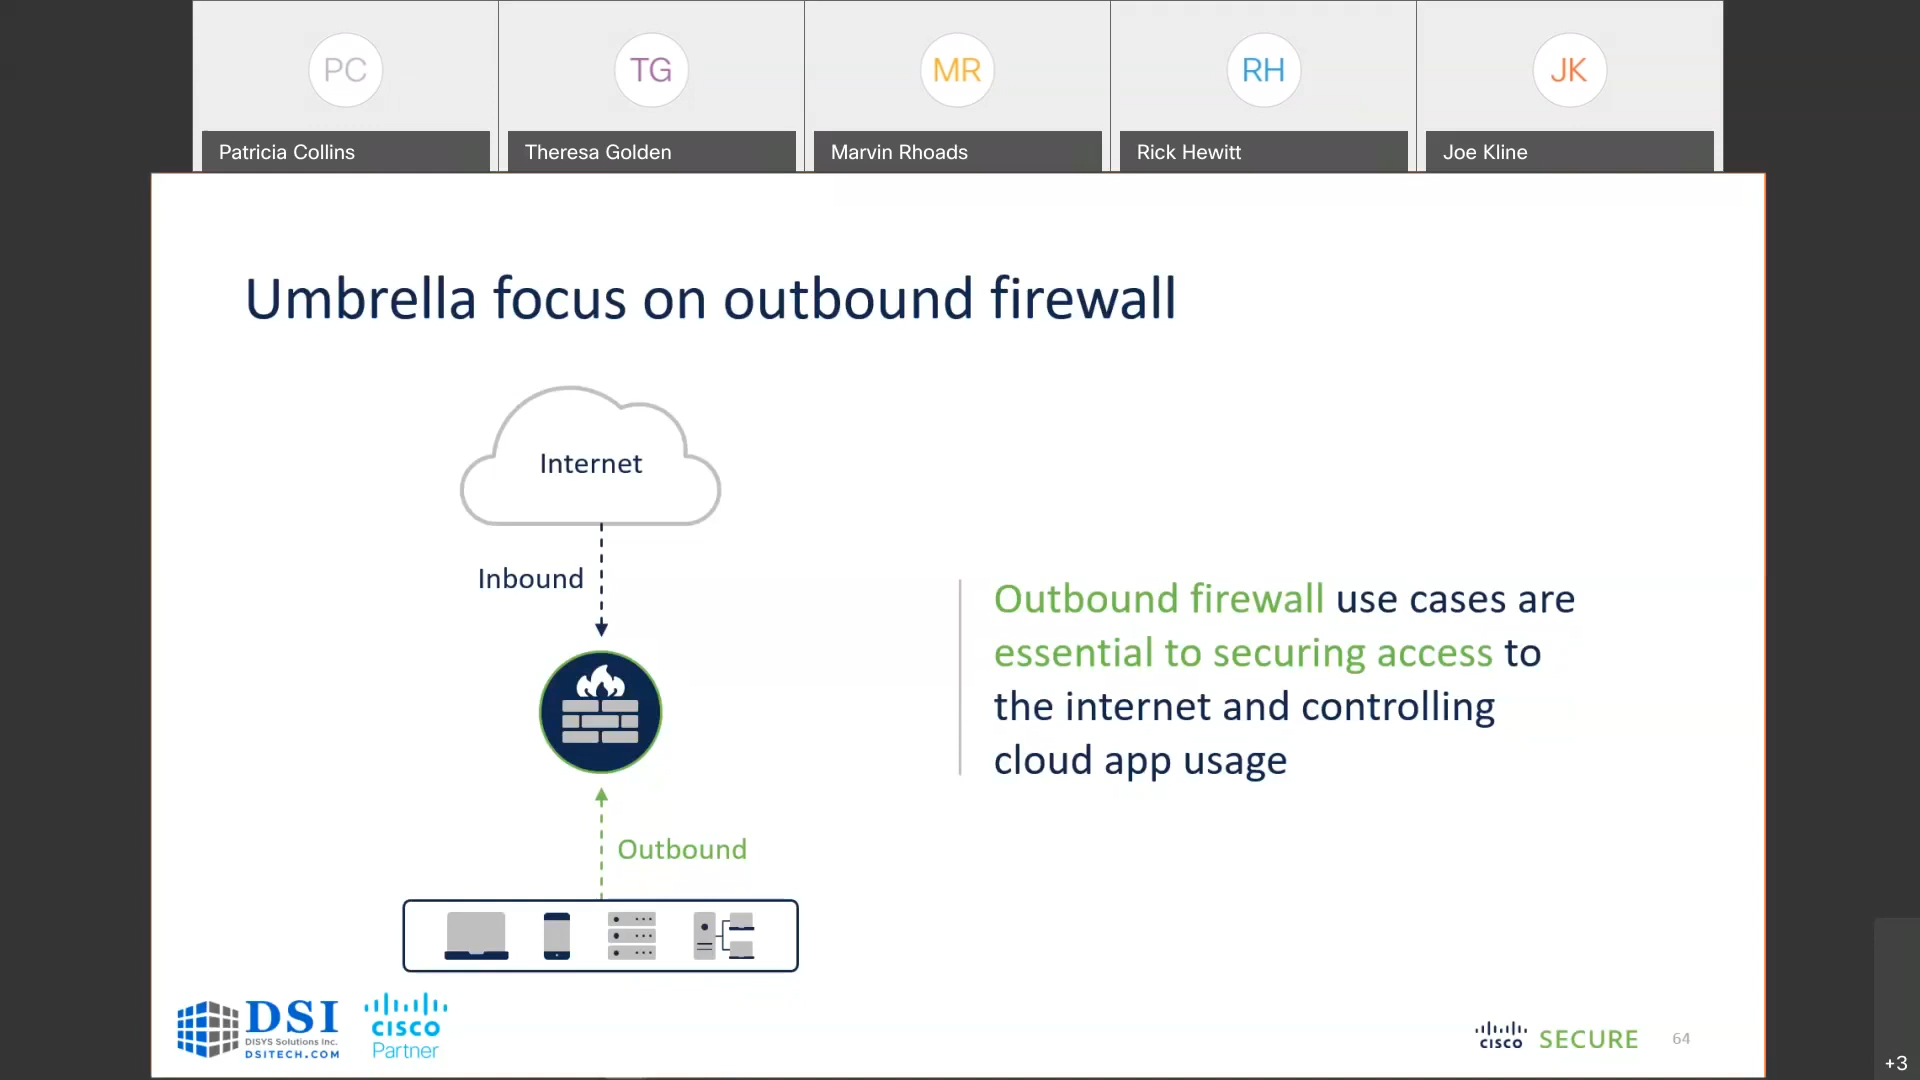 PC
TG
MR
RH
JK
Patricia Collins
Theresa Golden
Marvin Rhoads
Rick Hewitt
Joe Kline
Umbrella focus on outbound firewall
Internet
Inbound
Outbound firewall use cases are
essential to securing access to
the internet and controlling
cloud app usage
Outbound
DSI
DISYS Solutions Inc.
DSITECH.COM
CISCO
Partner
CISCO SECURE
64
+3